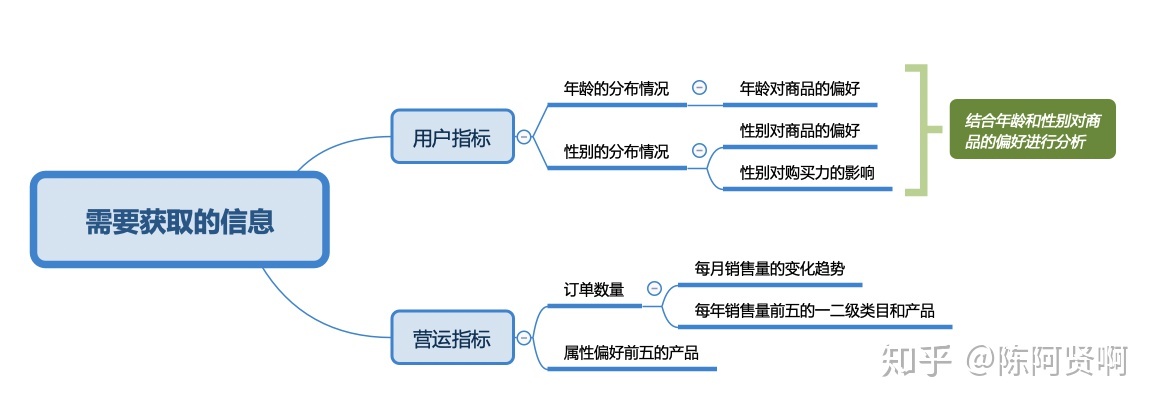 需要获取的信息
用户指标
年龄的分布情况
年龄对商品的偏好
性别的分布情况
性别对商品的偏好
性别对购买力的影响
结合年龄和性别对商
品的偏好进行分析
营运指标
订单数量
每月销售量的变化趋势
每年销售量前五的一二级类目和产品
属性偏好前五的产品
知乎 @陈阿贤啊